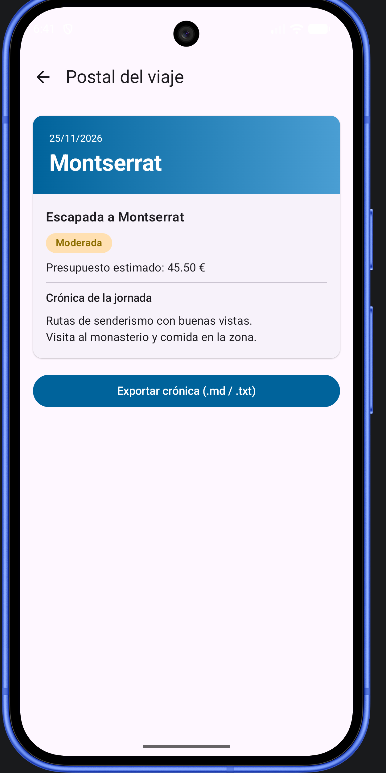 Postal del viaje
25/11/2026
Montserrat
Escapada a Montserrat
Moderada
Presupuesto estimado: 45.50 €
Crónica de la jornada
Rutas de senderismo con buenas vistas.
Visita al monasterio y comida en la zona.
Exportar crónica (.md / .txt)